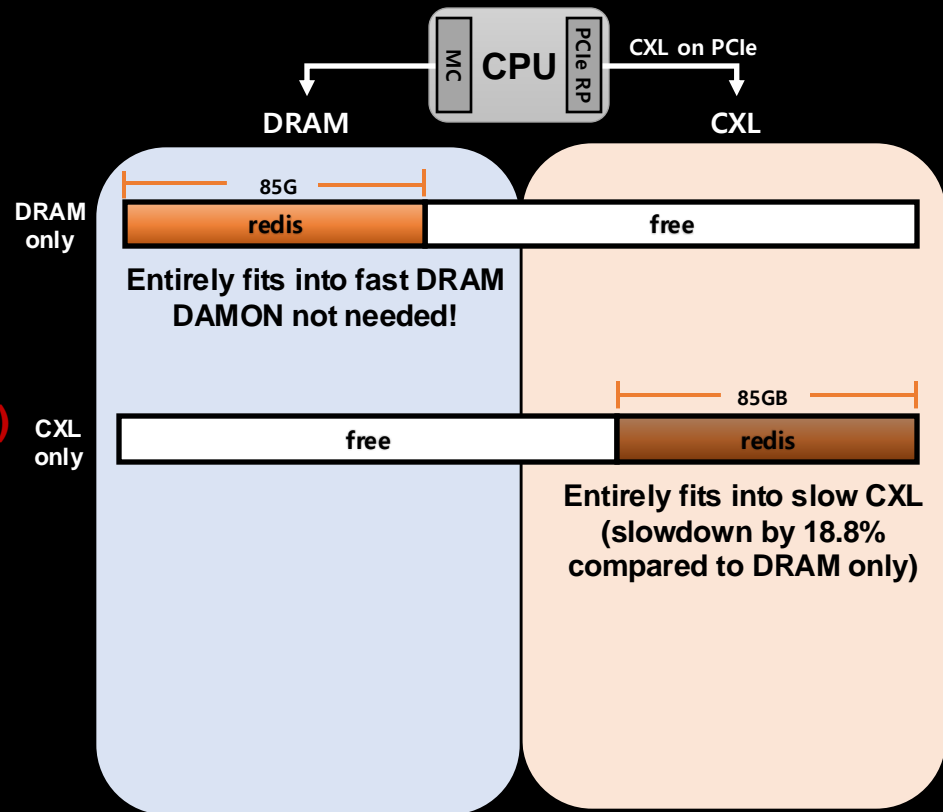 MC
CPU
PCIe RP
CXL on PCIe
DRAM
CXL
85G
DRAM
only
redis
free
Entirely fits into fast DRAM
DAMON not needed!
85GB
)
CXL
only
free
redis
Entirely fits into slow CXL
(slowdown by 18.8%
compared to DRAM only)